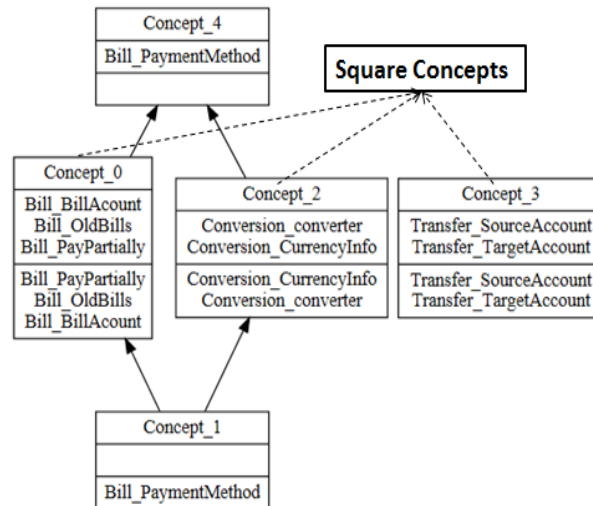 Concept_4
Bill_PaymentMethod
Square Concepts
Concept_0
Bill_BillAcount
Bill_OldBills
Bill_PayPartially
Bill_PayPartially
Bill_OldBills
Bill_BillAcount
Concept_2
Conversion_converter
Conversion_CurrencyInfo
Conversion_CurrencyInfo
Conversion_converter
Concept_3
Transfer_SourceAccount
Transfer_TargetAccount
Transfer_SourceAccount
Transfer_TargetAccount
Concept_1
Bill_PaymentMethod